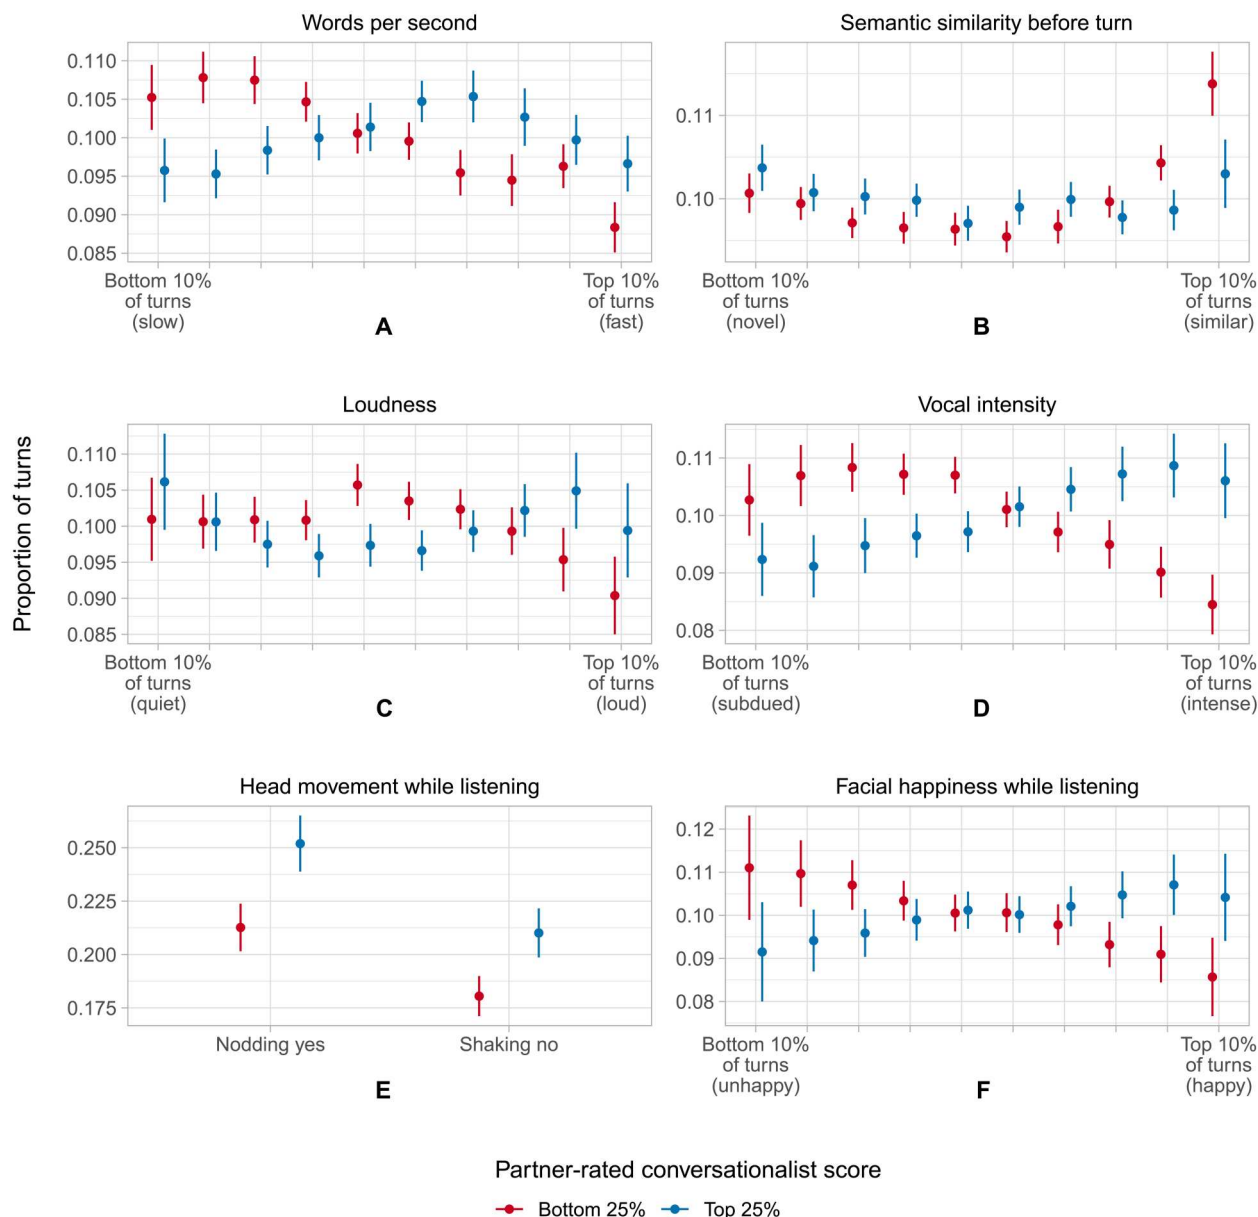 Words per second
0.110
0.105
0.100
0.095
0.090
0.085
Bottom 10%
of turns
(slow)
Top 10%
of turns
(fast)
A
Semantic similarity before turn
0.11
0.10
Bottom 10%
of turns
(novel)
Top 10%
of turns
(similar)
B
Proportion of turns
Loudness
0.110
0.105
0.100
0.095
0.090
0.085
Bottom 10%
of turns
(quiet)
Top 10%
of turns
(loud)
C
Vocal intensity
0.11
0.10
0.09
0.08
Bottom 10%
of turns
(subdued)
Top 10%
of turns
(intense)
D
Head movement while listening
0.250
0.225
0.200
0.175
Nodding yes
Shaking no
E
Facial happiness while listening
0.12
0.11
0.10
0.09
0.08
Bottom 10%
of turns
(unhappy)
Top 10%
of turns
(happy)
F
Partner-rated conversationalist score
Bottom 25%
Top 25%